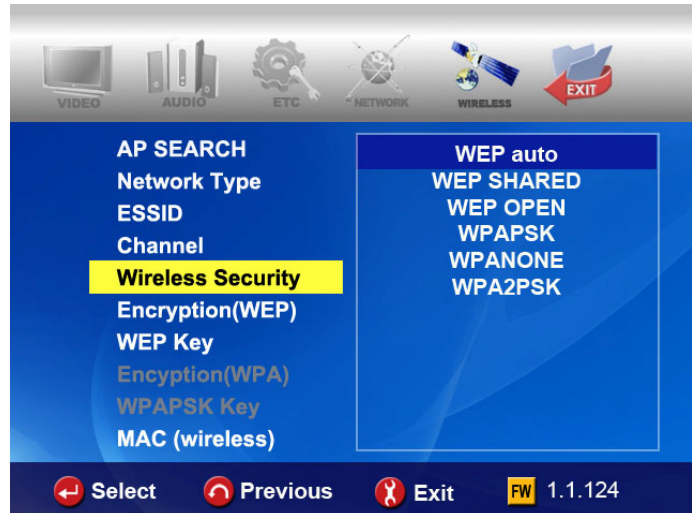 VIDEO AUDIO ETC NETWORK WIRELESS EXIT
AP SEARCH
Network Type
ESSID
Channel
Wireless Security
Encryption(WEP)
WEP Key
Encyption(WPA)
WPAPSK Key
MAC (wireless)
WEP auto
WEP SHARED
WEP OPEN
WPAPSK
WPANONE
WPA2PSK
Select Previous Exit FW 1.1.124